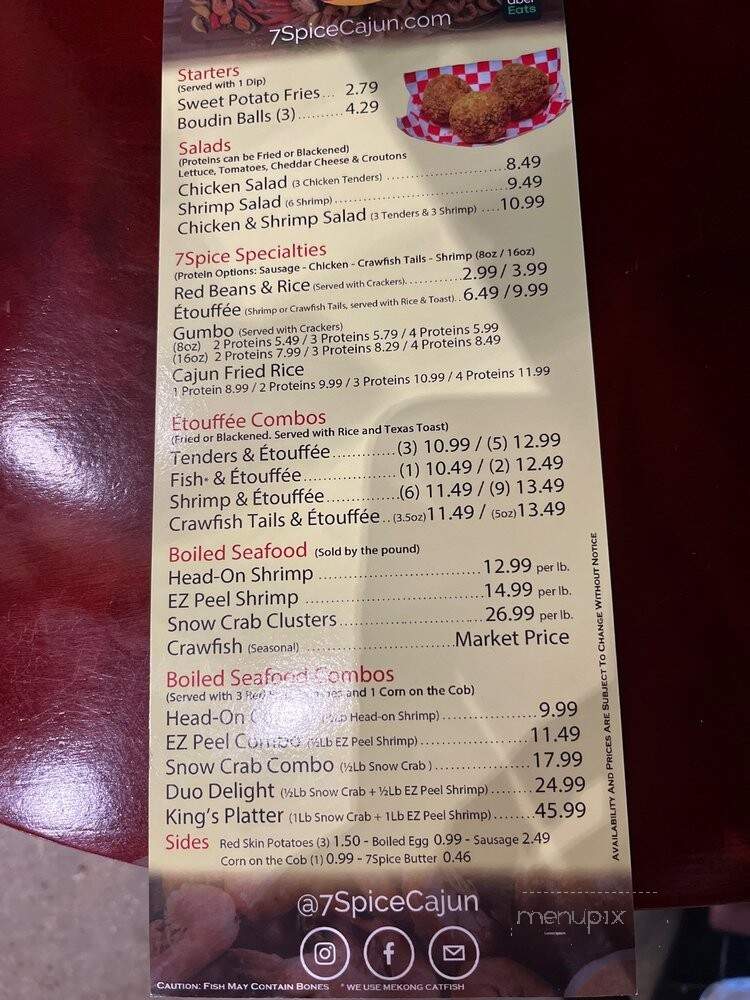 uber
Eats
7SpiceCajun.com
Starters
(Served with 1 Dip)
Sweet Potato Fries... 2.79
Boudin Balls (3).......... 4.29
Salads
(Proteins can be Fried or Blackened)
Lettuce, Tomatoes, Cheddar Cheese & Croutons
Chicken Salad (3 Chicken Tenders) ........................8.49
Shrimp Salad (6 Shrimp)....................................9.49
Chicken & Shrimp Salad (3 Tenders & 3 Shrimp) ....10.99
7Spice Specialties
(Protein Options: Sausage - Chicken - Crawfish Tails - Shrimp (8oz / 16oz)
Red Beans & Rice (Served with Crackers)............2.99 / 3.99
Étouffée (Shrimp or Crawfish Tails, served with Rice & Toast).. 6.49 /9.99
Gumbo (Served with Crackers)
(8oz) 2 Proteins 5.49 / 3 Proteins 5.79 / 4 Proteins 5.99
(16oz) 2 Proteins 7.99 / 3 Proteins 8.29 / 4 Proteins 8.49
Cajun Fried Rice
1 Protein 8.99 / 2 Proteins 9.99 / 3 Proteins 10.99 / 4 Proteins 11.99
Étouffée Combos
(Fried or Blackened. Served with Rice and Texas Toast)
Tenders & Étouffée.............(3) 10.99 / (5) 12.99
Fish* & Étouffée...................(1) 10.49 / (2) 12.49
Shrimp & Étouffée...............(6) 11.49 / (9) 13.49
Crawfish Tails & Étouffée.. (3.5oz)11.49 / (5oz)13.49
Boiled Seafood (Sold by the pound)
Head-On Shrimp ................................12.99 per lb.
EZ Peel Shrimp ...................................14.99 per lb.
Snow Crab Clusters.............................26.99 per lb.
Crawfish (Seasonal) ..............................Market Price
Boiled Seafood Combos
(Served with 3 Red and 1 Corn on the Cob)
Head-On Head-on Shrimp)....................9.99
EZ Peel Combo (½Lb EZ Peel Shrimp)......................11.49
Snow Crab Combo (½Lb Snow Crab )....................17.99
Duo Delight (½Lb Snow Crab + ½Lb EZ Peel Shrimp)........24.99
King's Platter (1Lb Snow Crab + 1Lb EZ Peel Shrimp).......45.99
Sides Red Skin Potatoes (3) 1.50 - Boiled Egg 0.99 - Sausage 2.49
Corn on the Cob (1) 0.99 - 7Spice Butter 0.46
Availability And Prices Are Subject To Change Without Notice
@7SpiceCajun
menupix
Caution: Fish May Contain Bones * WE USE MEKONG CATFISH